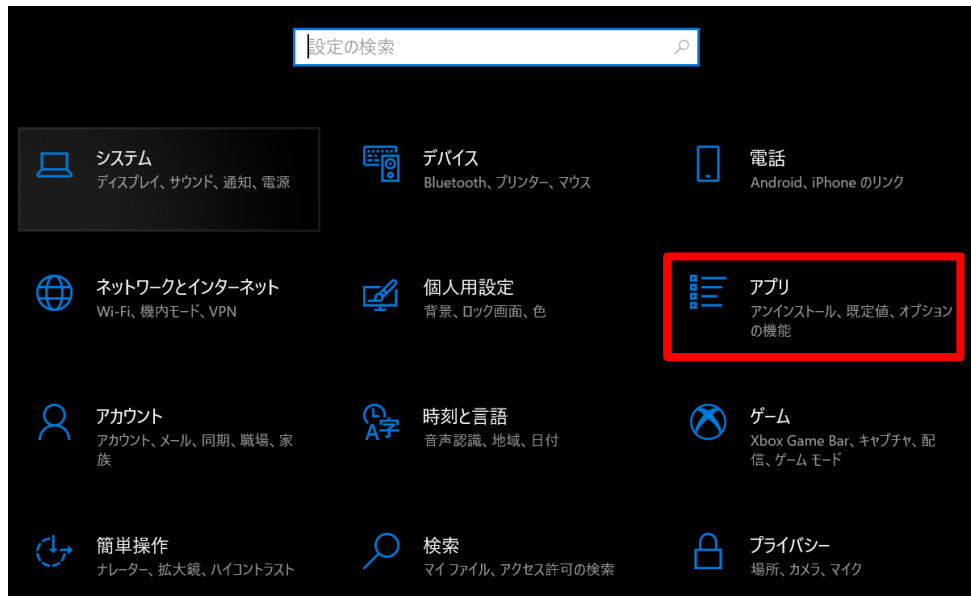 設定の検索
システム
ディスプレイ、サウンド、通知、電源
デバイス
Bluetooth、プリンター、マウス
電話
Android、iPhone のリンク
ネットワークとインターネット
Wi-Fi、機内モード、VPN
個人用設定
背景、ロック画面、色
アプリ
アンインストール、既定値、オプション
の機能
アカウント
アカウント、メール、同期、職場、家
族
時刻と言語
音声認識、地域、日付
ゲーム
Xbox Game Bar、キャプチャ、配
信、ゲーム モード
簡単操作
ナレーター、拡大鏡、ハイコントラスト
検索
マイ ファイル、アクセス許可の検索
プライバシー
場所、カメラ、マイク